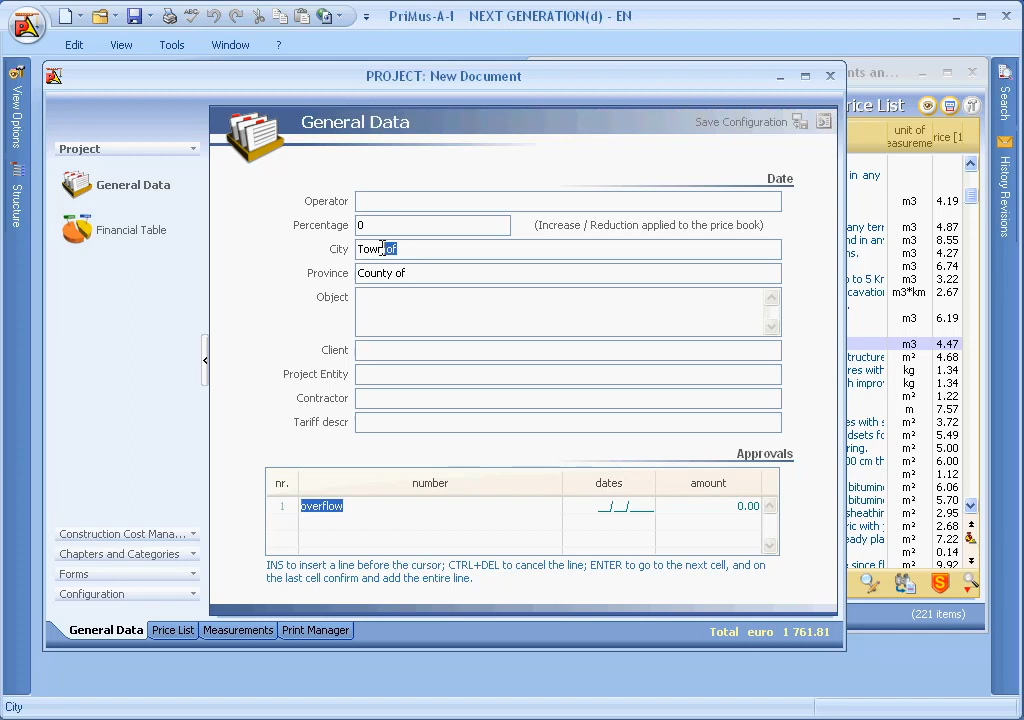 PriMus-A-I NEXT GENERATION(d) - EN
Edit View Tools Window ?
View Options
Structure
PROJECT: New Document
Project
General Data
Financial Table
Construction Cost Mana...
Chapters and Categories
Forms
Configuration
General Data
Save Configuration
Date
Operator
Percentage 0 (Increase / Reduction applied to the price book)
City Town of
Province County of
Object
Client
Project Entity
Contractor
Tariff descr
Approvals
nr. number dates amount
1 overflow __/__/____ 0.00
INS to insert a line before the cursor; CTRL+DEL to cancel the line; ENTER to go to the next cell, and on
the last cell confirm and add the entire line.
General Data Price List Measurements Print Manager
Total euro 1 761.81
nts an...
rice List
unit of
easureme rice [1
in any
m3 4.19
any terr m3 4.87
nd in any m3 8.55
ns. m3 4.27
m3 6.74
p to 5 Kr m3 3.22
cavation m3*km 2.67
m3 6.19
m3 4.47
tructure m² 4.68
res with kg 1.34
h improv kg 1.34
m² 1.22
m 7.57
es with s m² 3.72
dsets fo m² 5.49
ring. m² 5.00
00 cm th m² 6.00
m² 1.12
bitumin m² 6.06
bitumin m² 5.70
sheathin m² 2.95
ric with m² 2.68
eady pla m² 7.22
m² 0.14
e since fl m² 9.92
(221 items)
Search
History Revisions
City